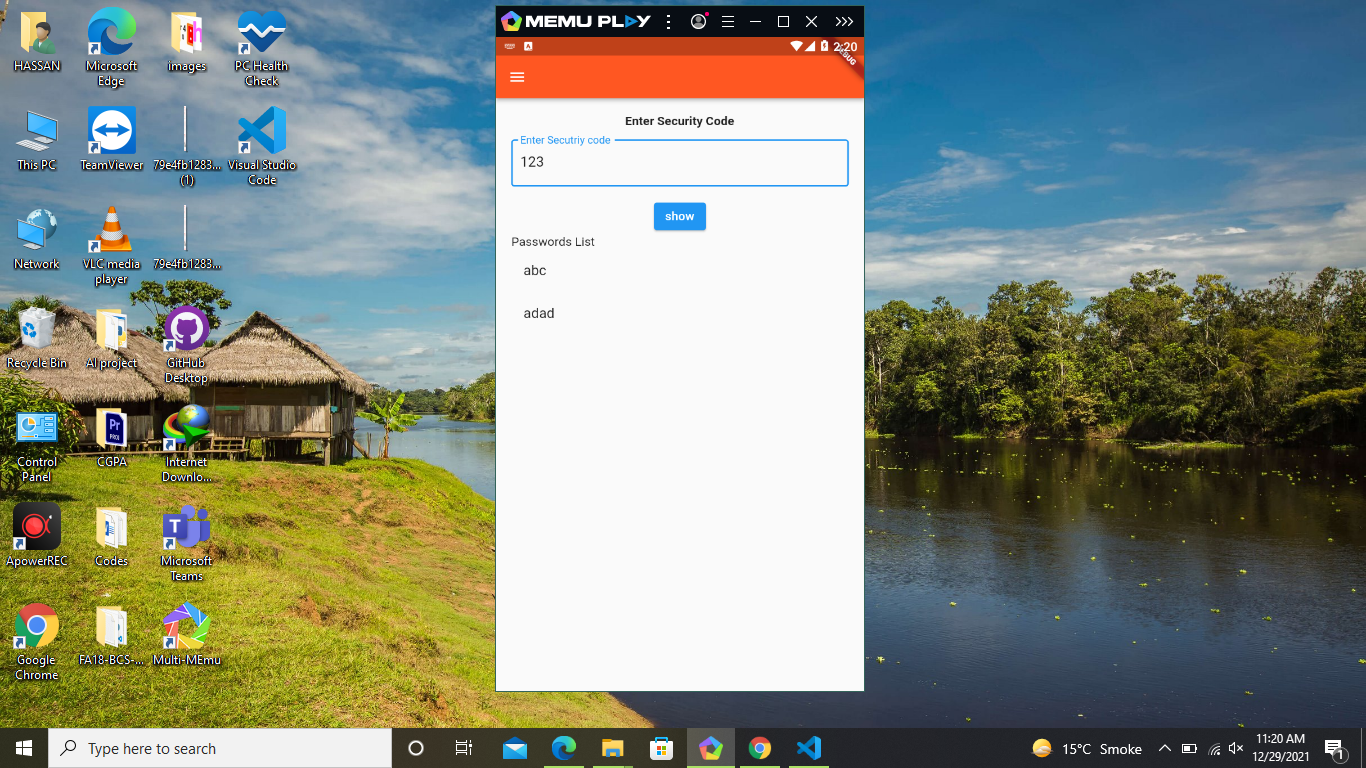 HASSAN
Microsoft
Edge
images
PC Health
Check
This PC
TeamViewer
79e4fb1283...
(1)
Visual Studio
Code
Network
VLC media
player
79e4fb1283...
Recycle Bin
AI project
GitHub
Desktop
Control
Panel
Pr
PROJ
CGPA
Internet
Downlo...
ApowerREC
Codes
Microsoft
Teams
Google
Chrome
FA18-BCS-...
Multi-MEmu
MEMU PLAY
2:20
DEBUG
Enter Security Code
Enter Secutriy code
123
show
Passwords List
abc
adad
Type here to search
15°C Smoke
11:20 AM
12/29/2021
1